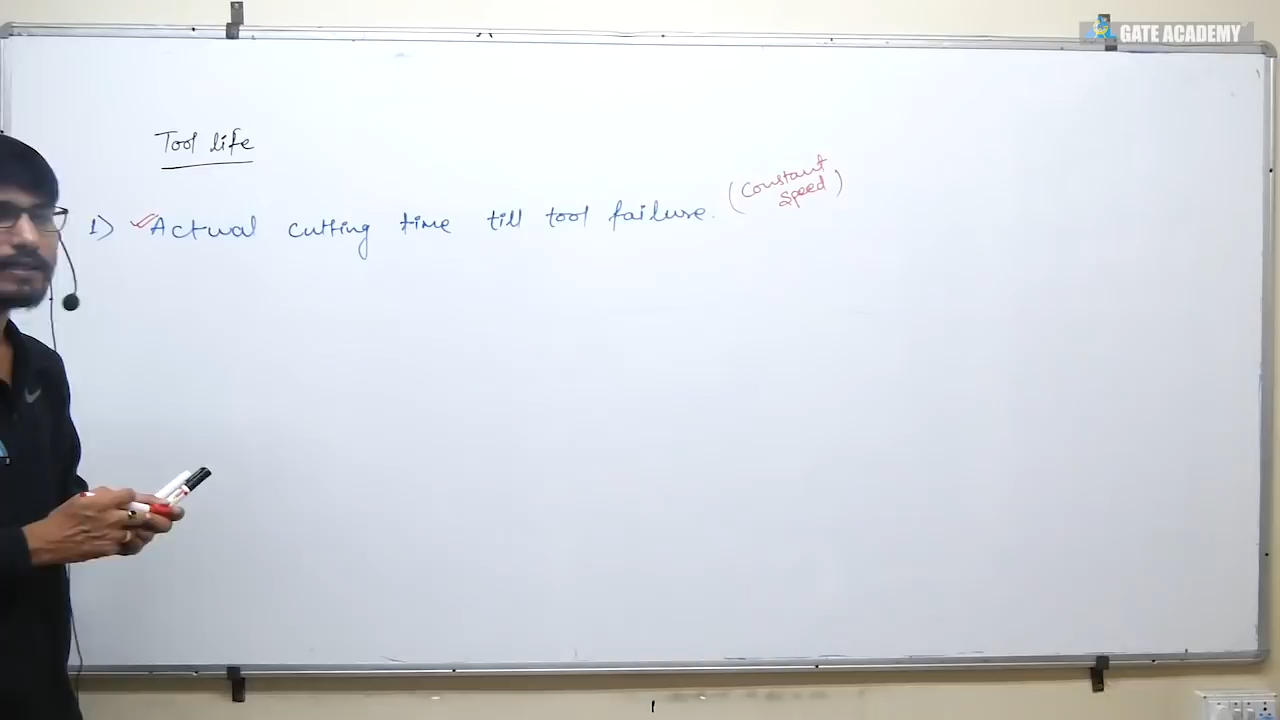 GATE ACADEMY
Tool life
1) Actual cutting time till tool failure. (Constant
speed)